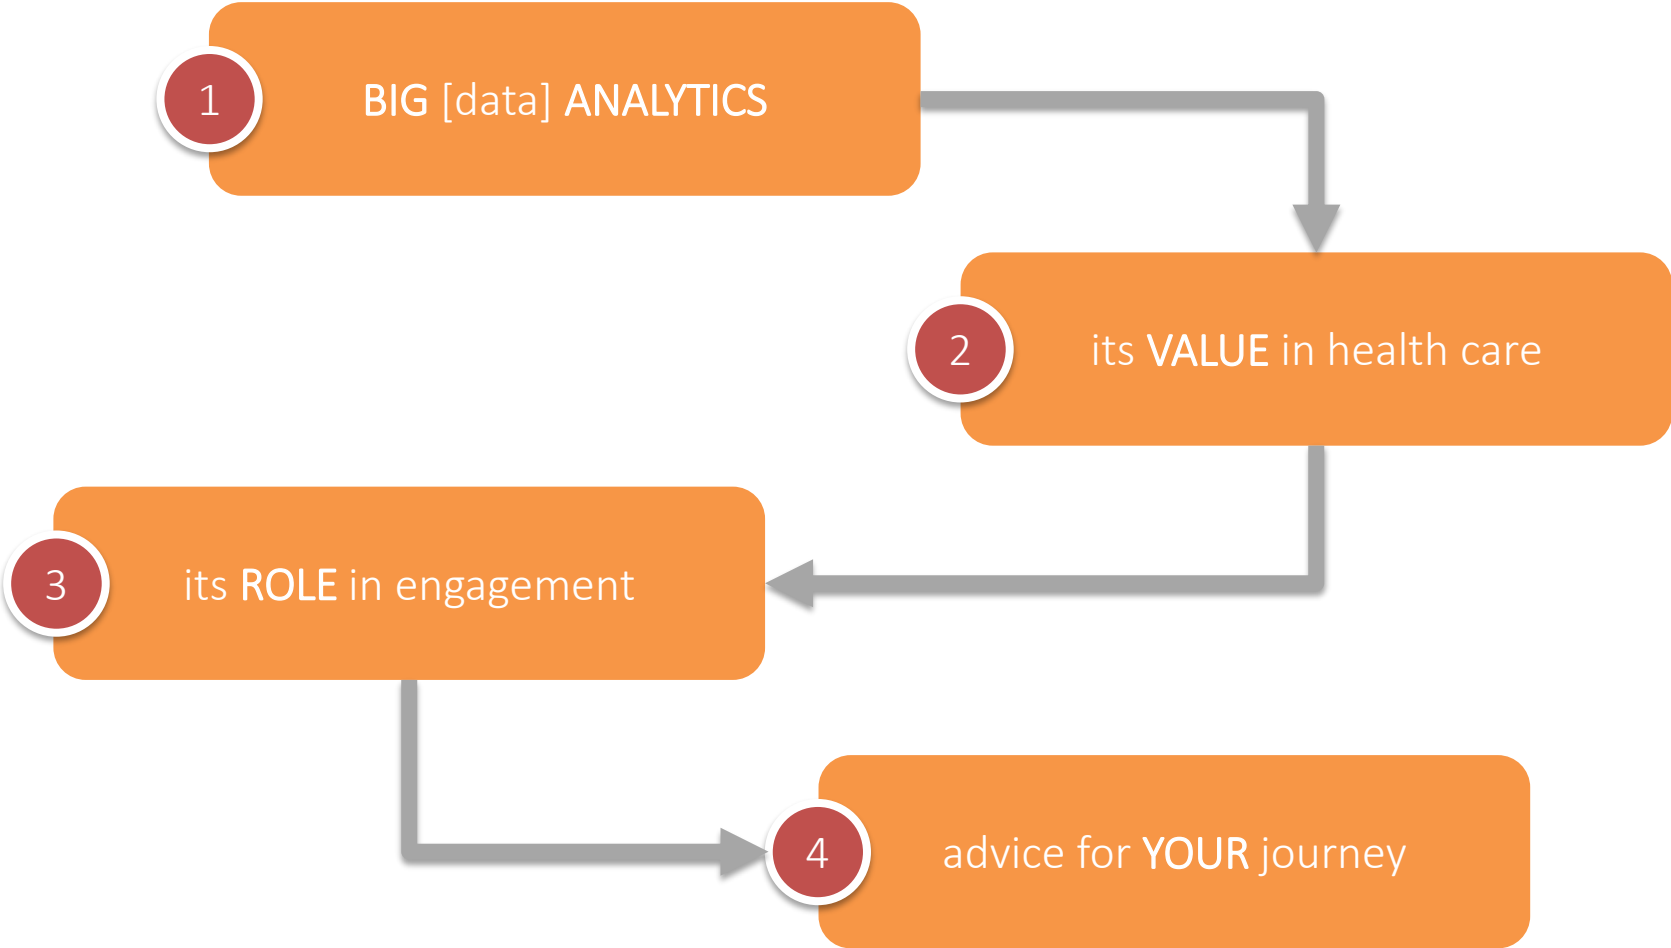 1
BIG [data] ANALYTICS
2
its VALUE in health care
3
its ROLE in engagement
4
advice for YOUR journey